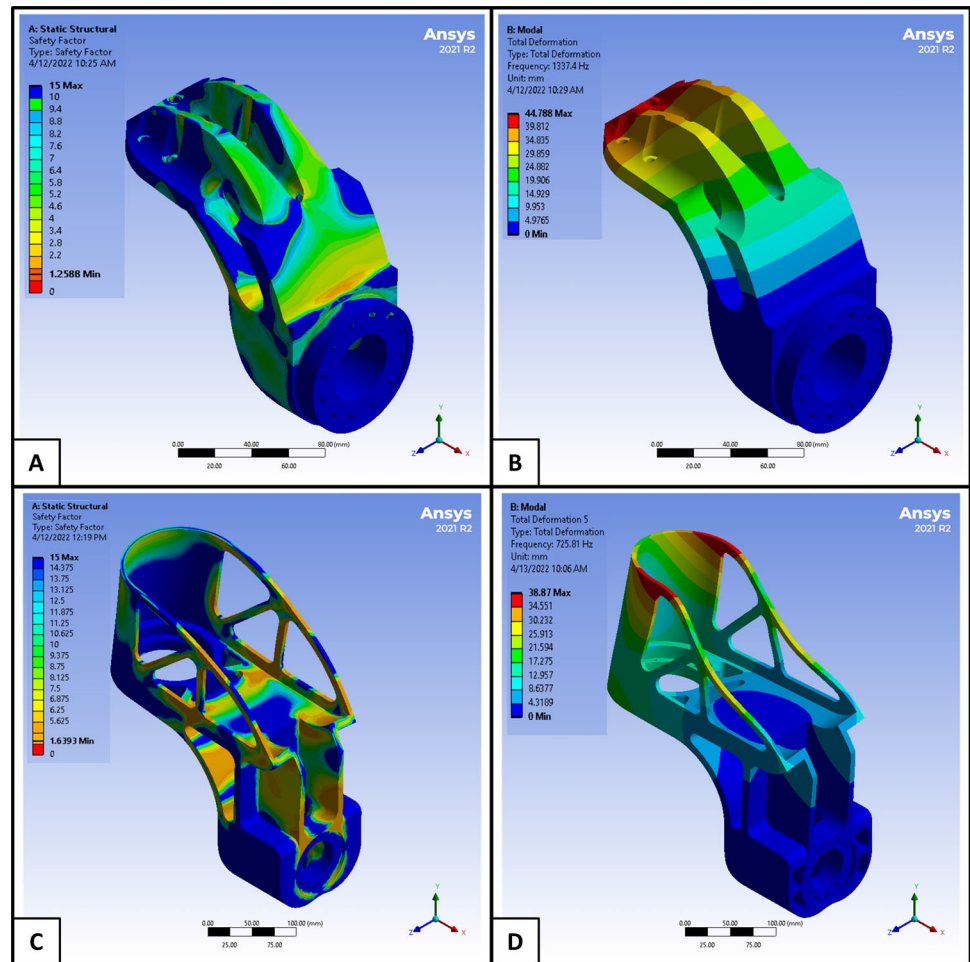 A: Static Structural
Safety Factor
Type: Safety Factor
4/12/2022 10:25 AM
15 Max
10
9.4
8.8
8.2
7.6
7
6.4
5.8
5.2
4.6
4
3.4
2.8
2.2
1.2588 Min
0
Ansys
2021 R2
0.00 40.00 80.00 (mm)
20.00 60.00
Y
Z X
A
B: Modal
Total Deformation
Type: Total Deformation
Frequency: 1337.4 Hz
Unit: mm
4/12/2022 10:29 AM
44.788 Max
39.812
34.835
29.859
24.882
19.906
14.929
9.953
4.9765
0 Min
Ansys
2021 R2
0.00 40.00 80.00 (mm)
20.00 60.00
Y
Z X
B
A: Static Structural
Safety Factor
Type: Safety Factor
4/12/2022 12:19 PM
15 Max
14.375
13.75
13.125
12.5
11.875
11.25
10.625
10
9.375
8.75
8.125
7.5
6.875
6.25
5.625
1.6393 Min
0
Ansys
2021 R2
0.00 50.00 100.00 (mm)
25.00 75.00
Y
Z X
C
B: Modal
Total Deformation 5
Type: Total Deformation
Frequency: 725.81 Hz
Unit: mm
4/13/2022 10:06 AM
38.87 Max
34.551
30.232
25.913
21.594
17.275
12.957
8.6377
4.3189
0 Min
Ansys
2021 R2
0.00 50.00 100.00 (mm)
25.00 75.00
Y
Z X
D